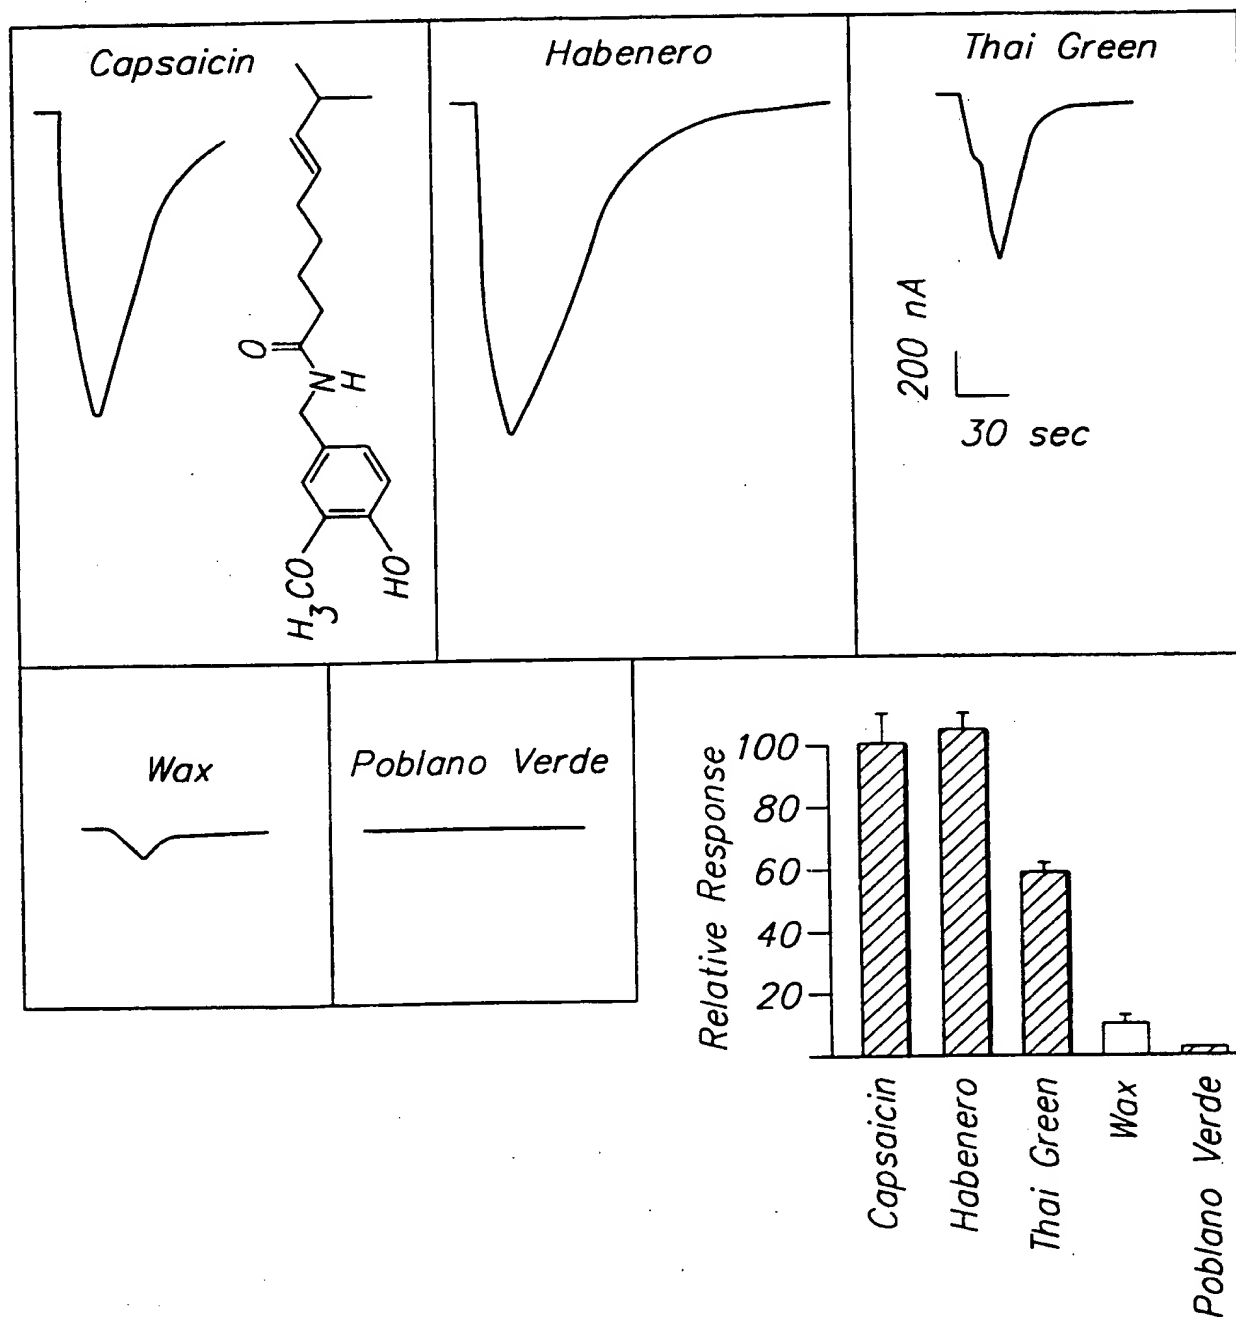 Capsaicin
Habenero
Thai Green
O
N
H
H3CO
HO
200 nA
30 sec
Wax
Poblano Verde
Relative Response
100
80
60
40
20
Capsaicin
Habenero
Thai Green
Wax
Poblano Verde